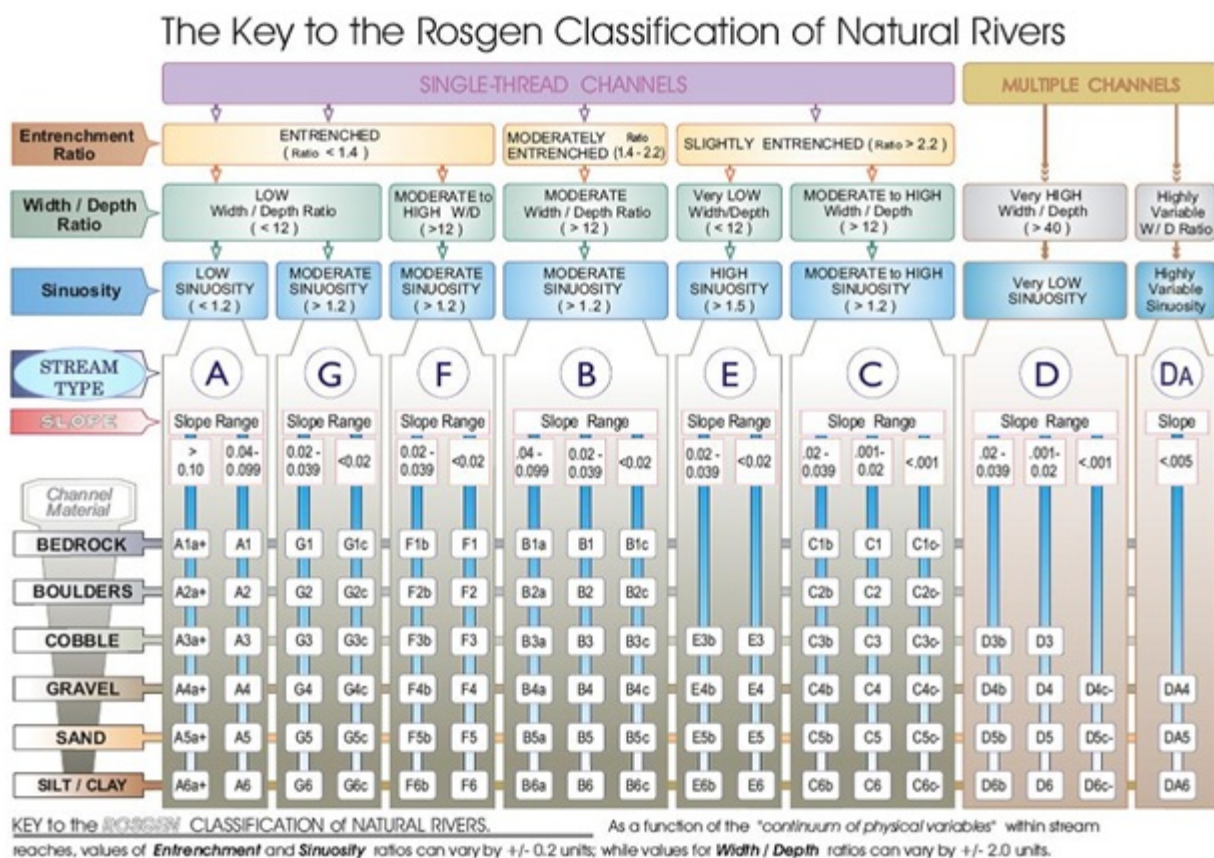 The Key to the Rosgen Classification of Natural Rivers
SINGLE-THREAD CHANNELS
MULTIPLE CHANNELS
Entrenchment
Ratio
ENTRENCHED
( Ratio < 1.4 )
MODERATELY Ratio
ENTRENCHED (1.4 - 2.2)
SLIGHTLY ENTRENCHED ( Ratio > 2.2 )
Width / Depth
Ratio
LOW
Width / Depth Ratio
( < 12 )
MODERATE to
HIGH W/D
( >12 )
MODERATE
Width / Depth Ratio
( > 12 )
Very LOW
Width/Depth
( < 12 )
MODERATE to HIGH
Width / Depth
( > 12 )
Very HIGH
Width / Depth
( > 40 )
Highly
Variable
W / D Ratio
Sinuosity
LOW
SINUOSITY
( < 1.2 )
MODERATE
SINUOSITY
( > 1.2 )
MODERATE
SINUOSITY
( > 1.2 )
MODERATE
SINUOSITY
( > 1.2 )
HIGH
SINUOSITY
( > 1.5 )
MODERATE to HIGH
SINUOSITY
( > 1.2 )
Very LOW
SINUOSITY
Highly
Variable
Sinuosity
STREAM
TYPE
A G F B E C D DA
SLOPE
Slope Range Slope Range Slope Range Slope Range Slope Range Slope Range Slope Range Slope
> 0.10
0.04-0.099
0.02-0.039
<0.02
0.02-0.039
<0.02
.04-0.099
0.02-0.039
<0.02
0.02-0.039
<0.02
.02-0.039
.001-0.02
<.001
.02-0.039
.001-0.02
<.001
<.005
Channel
Material
BEDROCK A1a+ A1 G1 G1c F1b F1 B1a B1 B1c C1b C1 C1c-
BOULDERS A2a+ A2 G2 G2c F2b F2 B2a B2 B2c C2b C2 C2c-
COBBLE A3a+ A3 G3 G3c F3b F3 B3a B3 B3c E3b E3 C3b C3 C3c- D3b D3
GRAVEL A4a+ A4 G4 G4c F4b F4 B4a B4 B4c E4b E4 C4b C4 C4c- D4b D4 D4c- DA4
SAND A5a+ A5 G5 G5c F5b F5 B5a B5 B5c E5b E5 C5b C5 C5c- D5b D5 D5c- DA5
SILT / CLAY A6a+ A6 G6 G6c F6b F6 B6a B6 B6c E6b E6 C6b C6 C6c- D6b D6 D6c- DA6
KEY to the ROSGEN CLASSIFICATION of NATURAL RIVERS. As a function of the "continuum of physical variables" within stream
reaches, values of Entrenchment and Sinuosity ratios can vary by +/- 0.2 units; while values for Width / Depth ratios can vary by +/- 2.0 units.